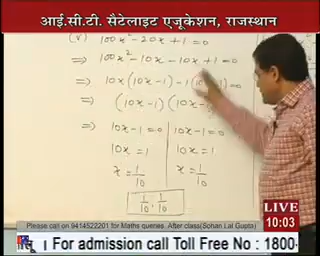 आई.सी.टी. सैटेलाइट एजूकेशन, राजस्थान
(v) 100x² - 20x + 1 = 0
⇒ 100x² - 10x - 10x + 1 = 0
⇒ 10x (10x - 1) - 1 (10x - 1) = 0
⇒ (10x - 1) (10x -
⇒ 10x - 1 = 0 10x - 1 = 0
10x = 1 10x = 1
x = 1/10 x = 1/10
1/10, 1/10
LIVE
10:03
Please call on 9414522201 for Maths queres. After class(Sohan Lal Gupta)
! For admission call Toll Free No : 1800-